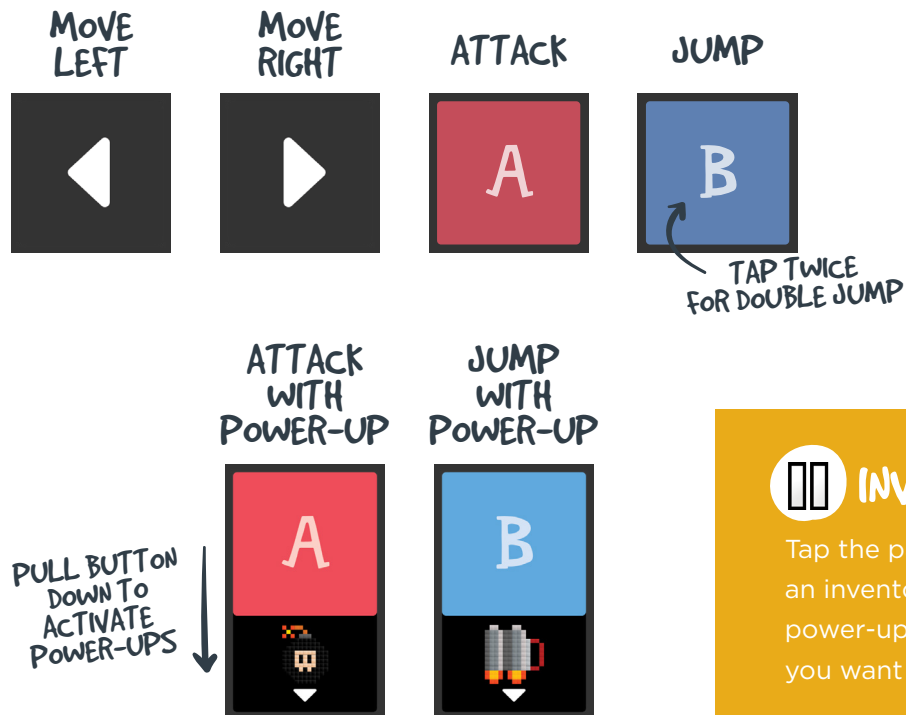 MOVE
LEFT
MOVE
RIGHT
ATTACK
JUMP
A
B
TAP TWICE
FOR DOUBLE JUMP
ATTACK
WITH
POWER-UP
JUMP
WITH
POWER-UP
A
B
PULL BUTTON
DOWN TO
ACTIVATE
POWER-UPS
Tap the
an
power-up
you want